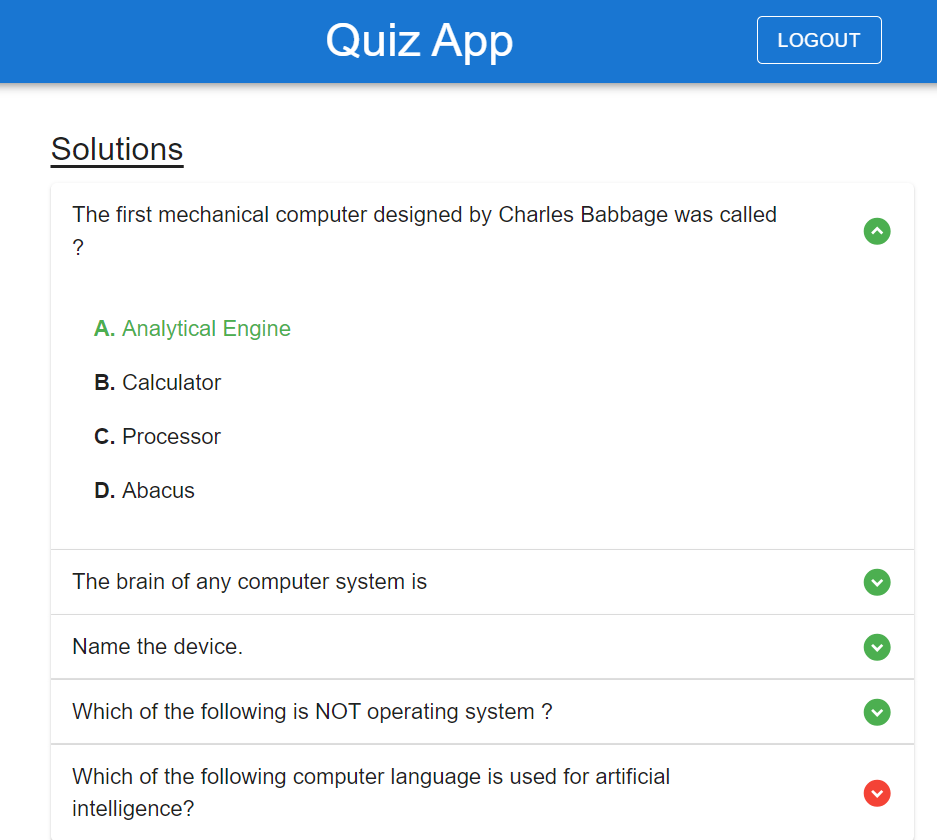 Quiz App
LOGOUT
Solutions
The first mechanical computer designed by Charles Babbage was called
?
A. Analytical Engine
B. Calculator
C. Processor
D. Abacus
The brain of any computer system is
Name the device.
Which of the following is NOT operating system ?
Which of the following computer language is used for artificial
intelligence?